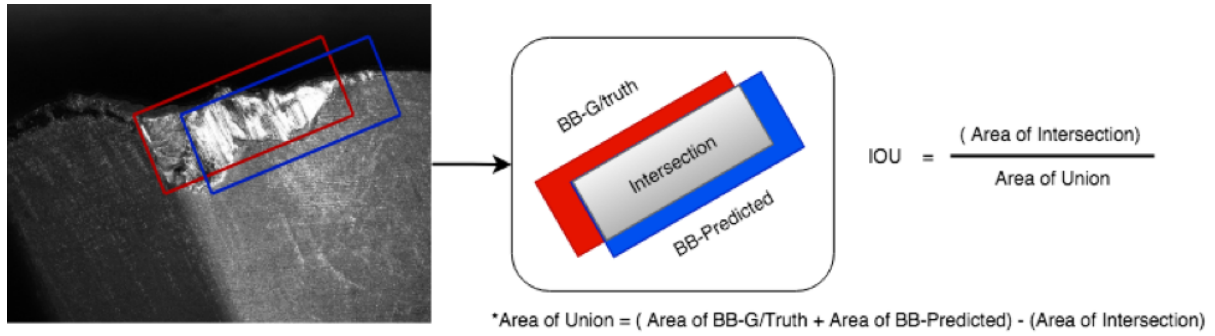 BB-G/truth
Intersection
BB-Predicted
IOU = ( Area of Intersection)
Area of Union
*Area of Union = ( Area of BB-G/Truth + Area of BB-Predicted) - (Area of Intersection)